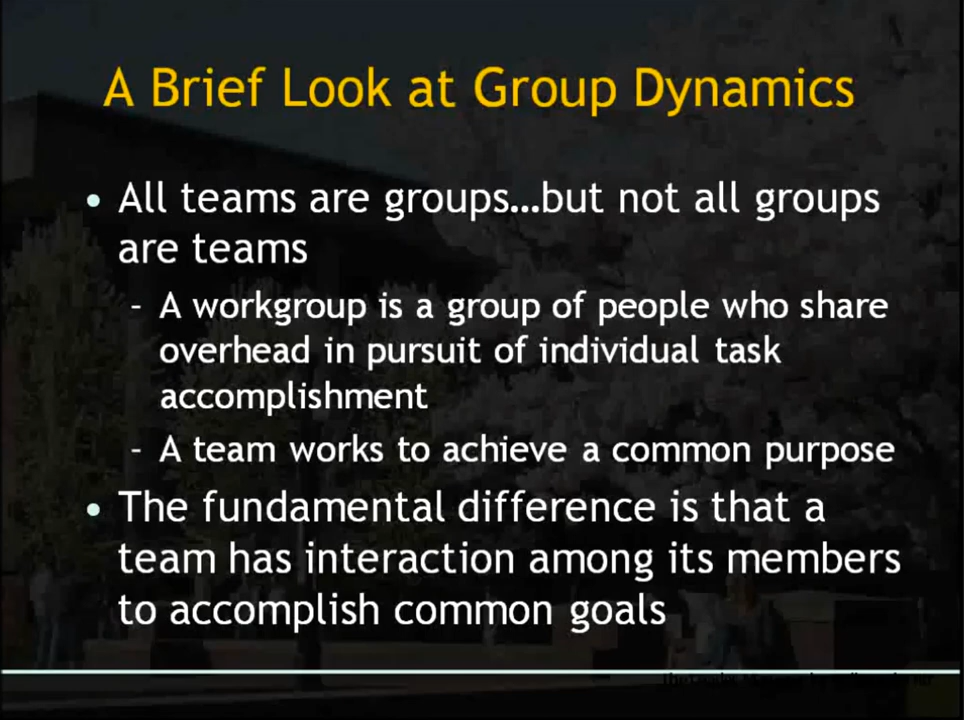 A Brief Look at Group Dynamics
• All teams are groups…but not all groups
are teams
- A workgroup is a group of people who share
overhead in pursuit of individual task
accomplishment
- A team works to achieve a common purpose
• The fundamental difference is that a
team has interaction among its members
to accomplish common goals